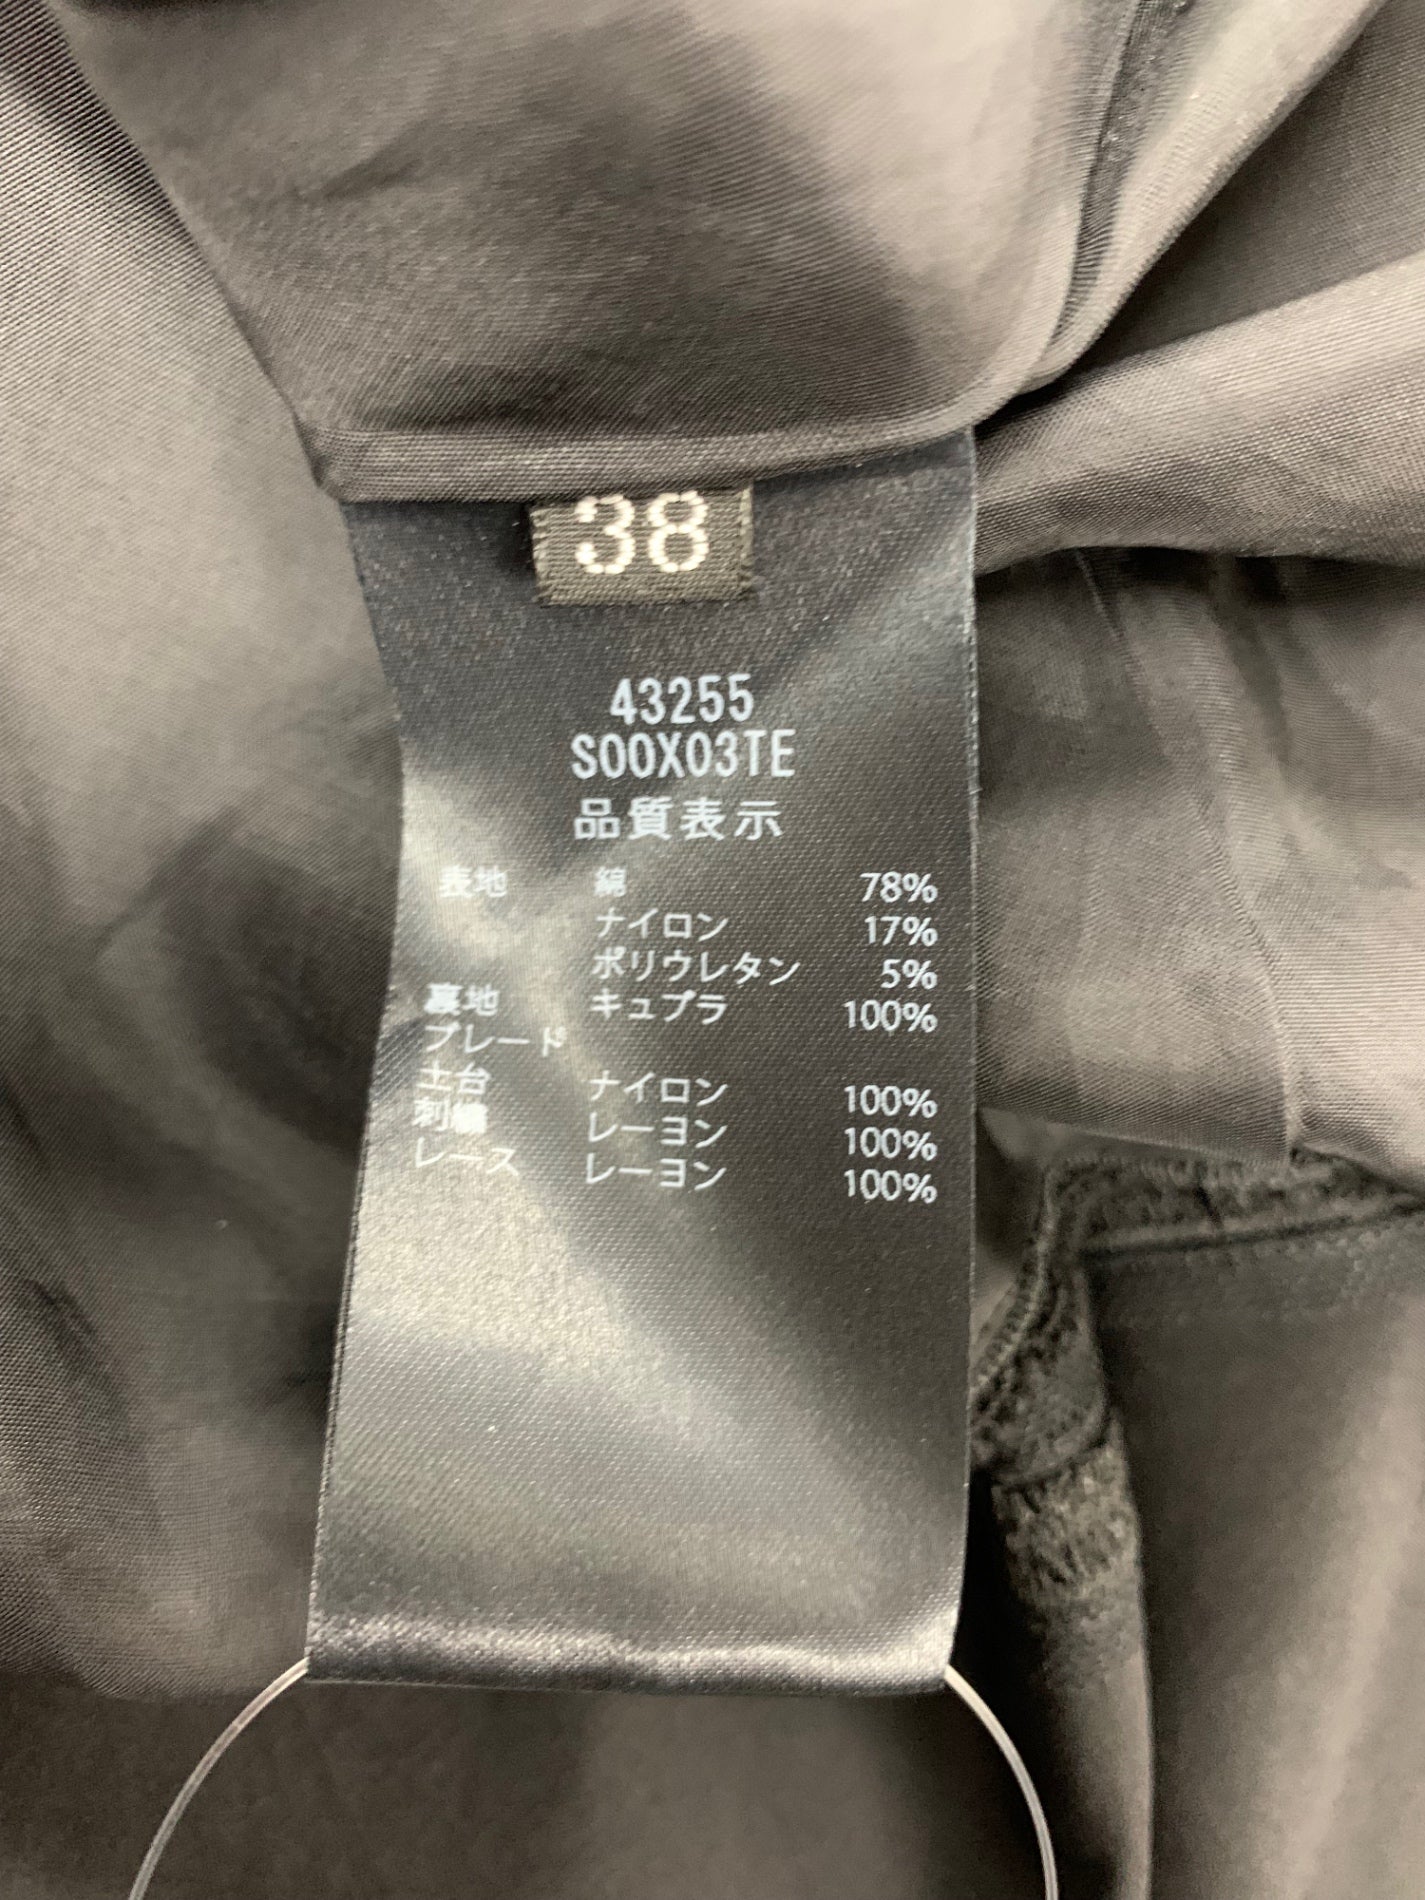 38
43255
S00X03TE
品質表示
表地 綿 78%
ナイロン 17%
ポリウレタン 5%
裏地 キュプラ 100%
ブレード
土台 ナイロン 100%
刺繍 レーヨン 100%
レース レーヨン 100%